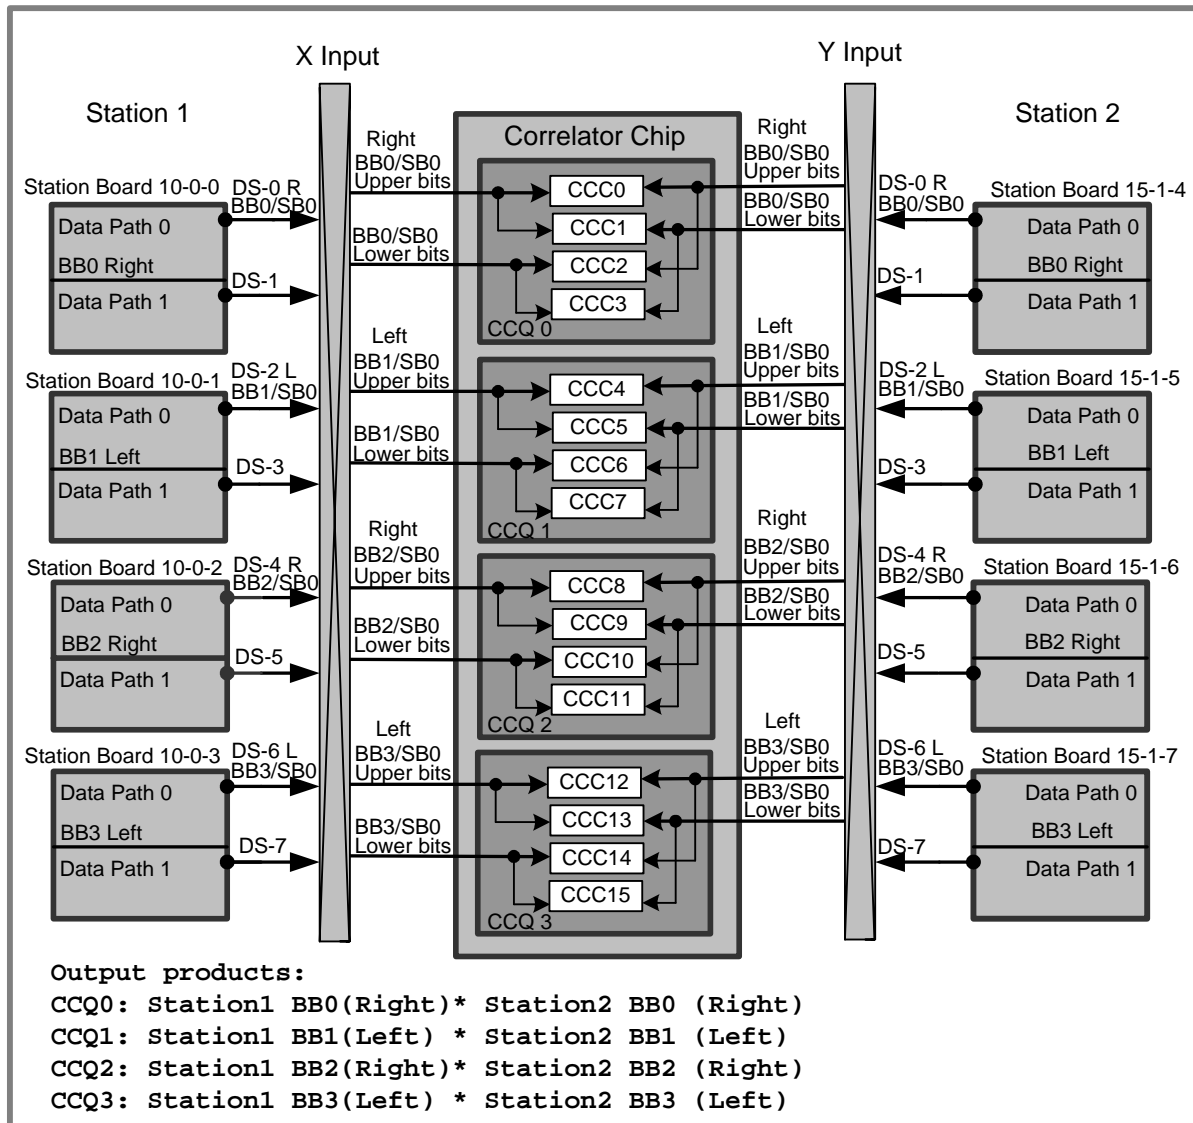 X Input
Y Input
Station 1
Station 2
Correlator Chip
Station Board 10-0-0
DS-0 R
BB0/SB0
Data Path 0
BB0 Right
Data Path 1
DS-1
Station Board 10-0-1
DS-2 L
BB1/SB0
Data Path 0
BB1 Left
Data Path 1
DS-3
Station Board 10-0-2
DS-4 R
BB2/SB0
Data Path 0
BB2 Right
Data Path 1
DS-5
Station Board 10-0-3
DS-6 L
BB3/SB0
Data Path 0
BB3 Left
Data Path 1
DS-7
Right
BB0/SB0
Upper bits
BB0/SB0
Lower bits
Left
BB1/SB0
Upper bits
BB1/SB0
Lower bits
Right
BB2/SB0
Upper bits
BB2/SB0
Lower bits
Left
BB3/SB0
Upper bits
BB3/SB0
Lower bits
CCC0
CCC1
CCC2
CCC3
CCQ 0
CCC4
CCC5
CCC6
CCC7
CCQ 1
CCC8
CCC9
CCC10
CCC11
CCQ 2
CCC12
CCC13
CCC14
CCC15
CCQ 3
Right
BB0/SB0
Upper bits
BB0/SB0
Lower bits
Left
BB1/SB0
Upper bits
BB1/SB0
Lower bits
Right
BB2/SB0
Upper bits
BB2/SB0
Lower bits
Left
BB3/SB0
Upper bits
BB3/SB0
Lower bits
DS-0 R
BB0/SB0
Station Board 15-1-4
Data Path 0
BB0 Right
Data Path 1
DS-1
DS-2 L
BB1/SB0
Station Board 15-1-5
Data Path 0
BB1 Left
Data Path 1
DS-3
DS-4 R
BB2/SB0
Station Board 15-1-6
Data Path 0
BB2 Right
Data Path 1
DS-5
DS-6 L
BB3/SB0
Station Board 15-1-7
Data Path 0
BB3 Left
Data Path 1
DS-7
Output products:
CCQ0: Station1 BB0(Right)* Station2 BB0 (Right)
CCQ1: Station1 BB1(Left) * Station2 BB1 (Left)
CCQ2: Station1 BB2(Right)* Station2 BB2 (Right)
CCQ3: Station1 BB3(Left) * Station2 BB3 (Left)